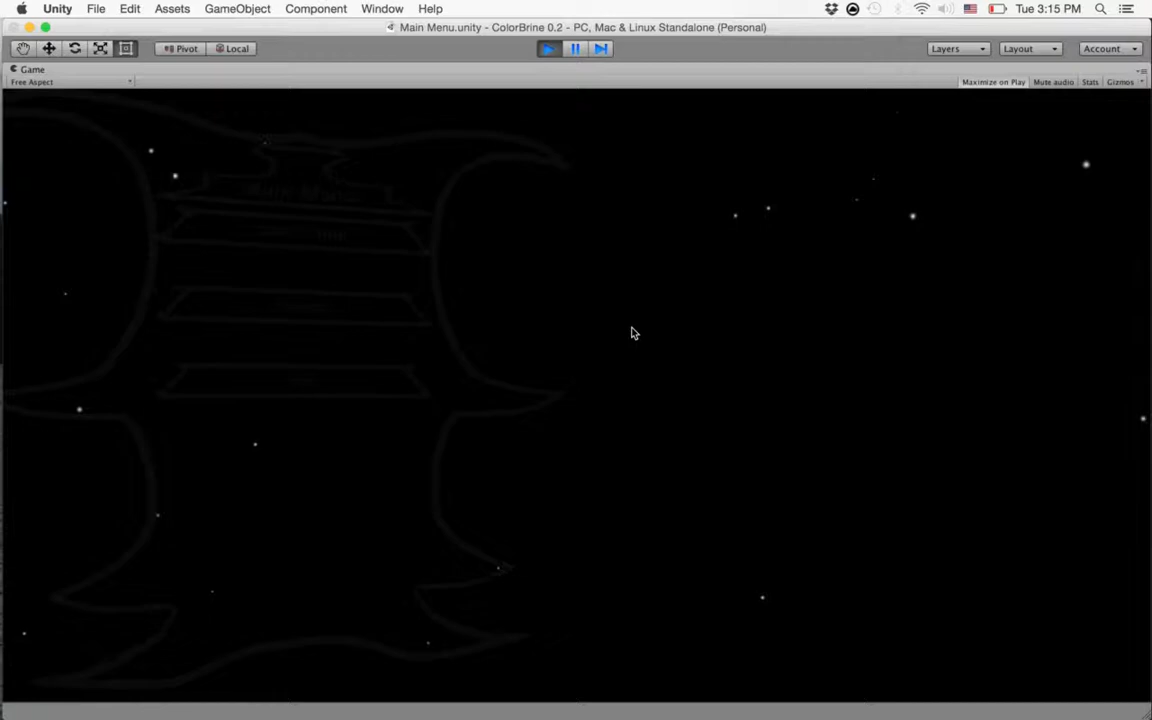 Unity File Edit Assets GameObject Component Window Help Tue 3:15 PM
Main Menu.unity - ColorBrine 0.2 - PC, Mac & Linux Standalone (Personal)
Pivot Local Layers Layout Account
Game
Free Aspect Maximize on Play Mute audio Stats Gizmos
Main Menu